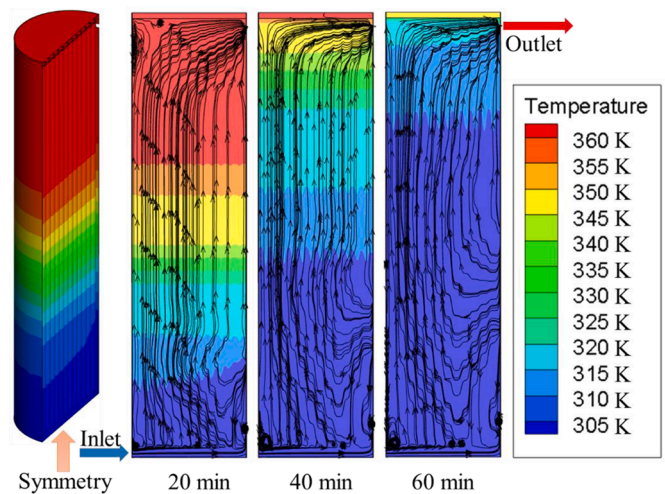 Outlet
Temperature
360 K
355 K
350 K
345 K
340 K
335 K
330 K
325 K
320 K
315 K
310 K
305 K
Inlet
Symmetry
20 min
40 min
60 min